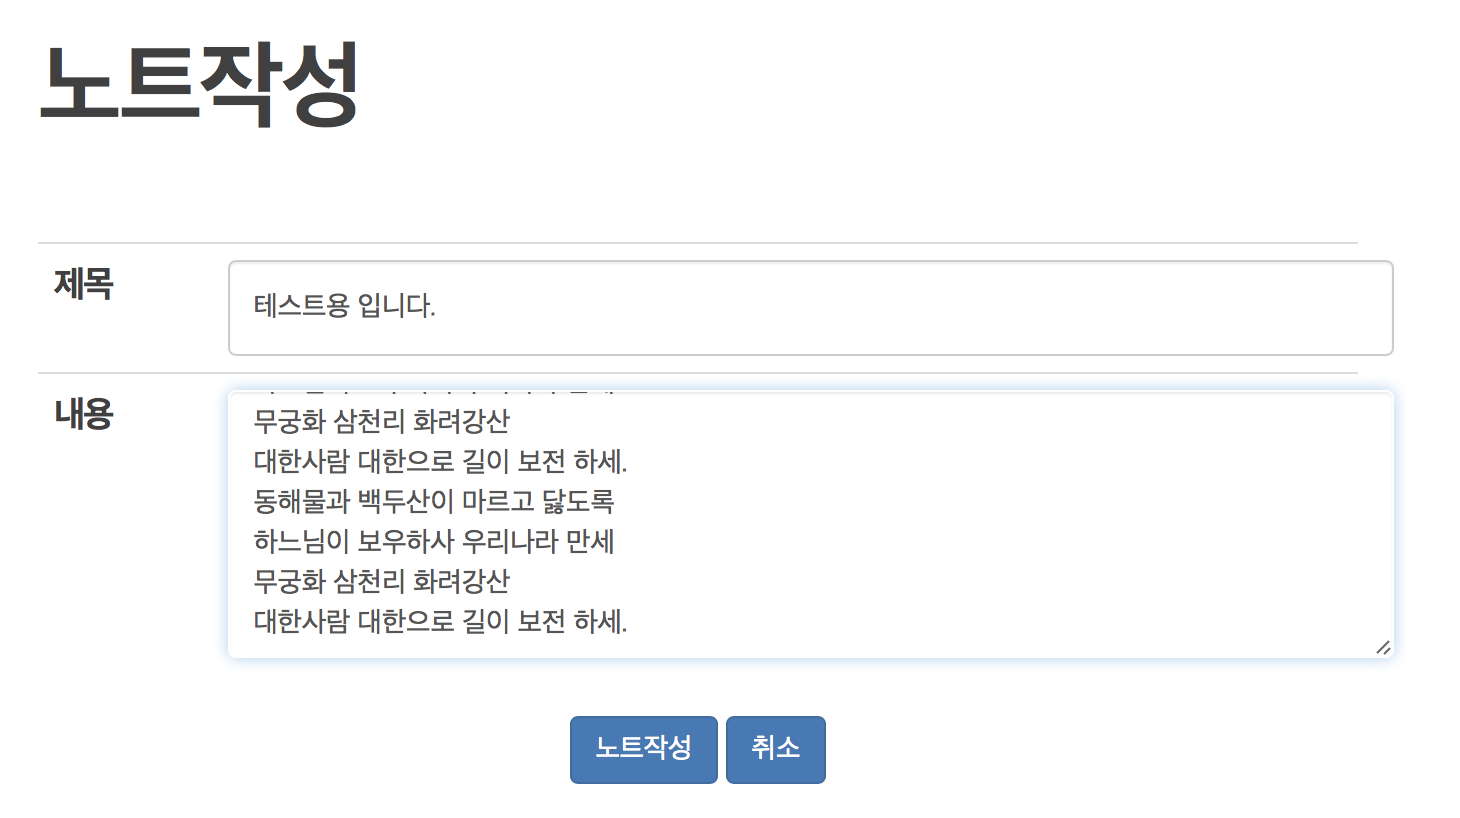 노트작성
제목
테스트용 입니다.
내용
무궁화 삼천리 화려강산
대한사람 대한으로 길이 보전 하세.
동해물과 백두산이 마르고 닳도록
하느님이 보우하사 우리나라 만세
무궁화 삼천리 화려강산
대한사람 대한으로 길이 보전 하세.
노트작성 취소